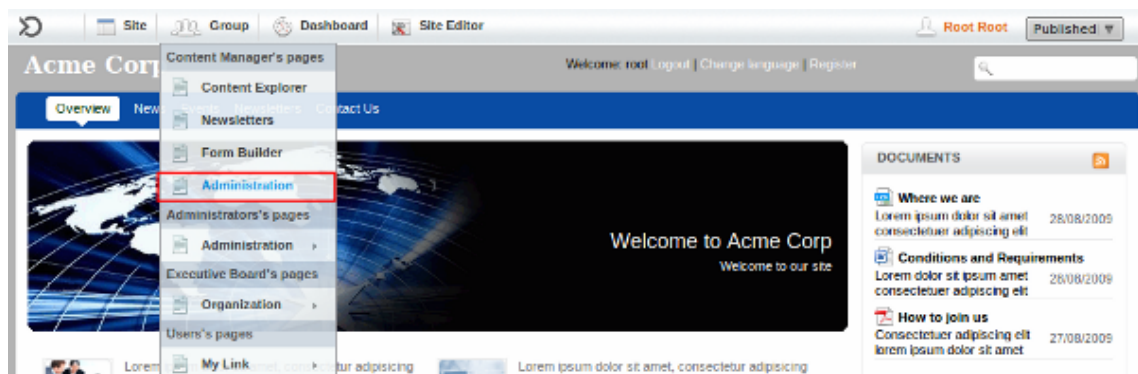 Site Group Dashboard Site Editor Root Root Published
Acme Corp Welcome: root Logout | Change language | Register
Content Manager's pages
Content Explorer
Newsletters
Form Builder
Administration
Administrators's pages
Administration
Executive Board's pages
Organization
Users's pages
My Link
Overview News Events Newsletters Contact Us
Welcome to Acme Corp
Welcome to our site
DOCUMENTS
Where we are
Lorem ipsum dolor sit amet 28/08/2009
consectetuer adipiscing elit
Conditions and Requirements
Lorem dolor sit ipsum amet 28/08/2009
consectetuer adipiscing elit
How to join us
Consectetuer adipiscing elit 27/08/2009
lorem ipsum dolor sit amet
Lorem adipiscing
Lorem ipsum dolor sit amet, consectetur adipiscing